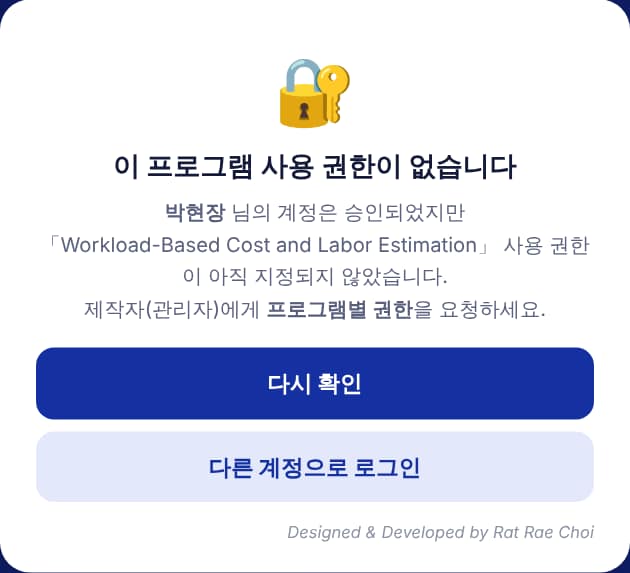 이 프로그램 사용 권한이 없습니다
박현장 님의 계정은 승인되었지만
「Workload-Based Cost and Labor Estimation」 사용 권한
이 아직 지정되지 않았습니다.
제작자(관리자)에게 프로그램별 권한을 요청하세요.
다시 확인
다른 계정으로 로그인
Designed & Developed by Rat Rae Choi